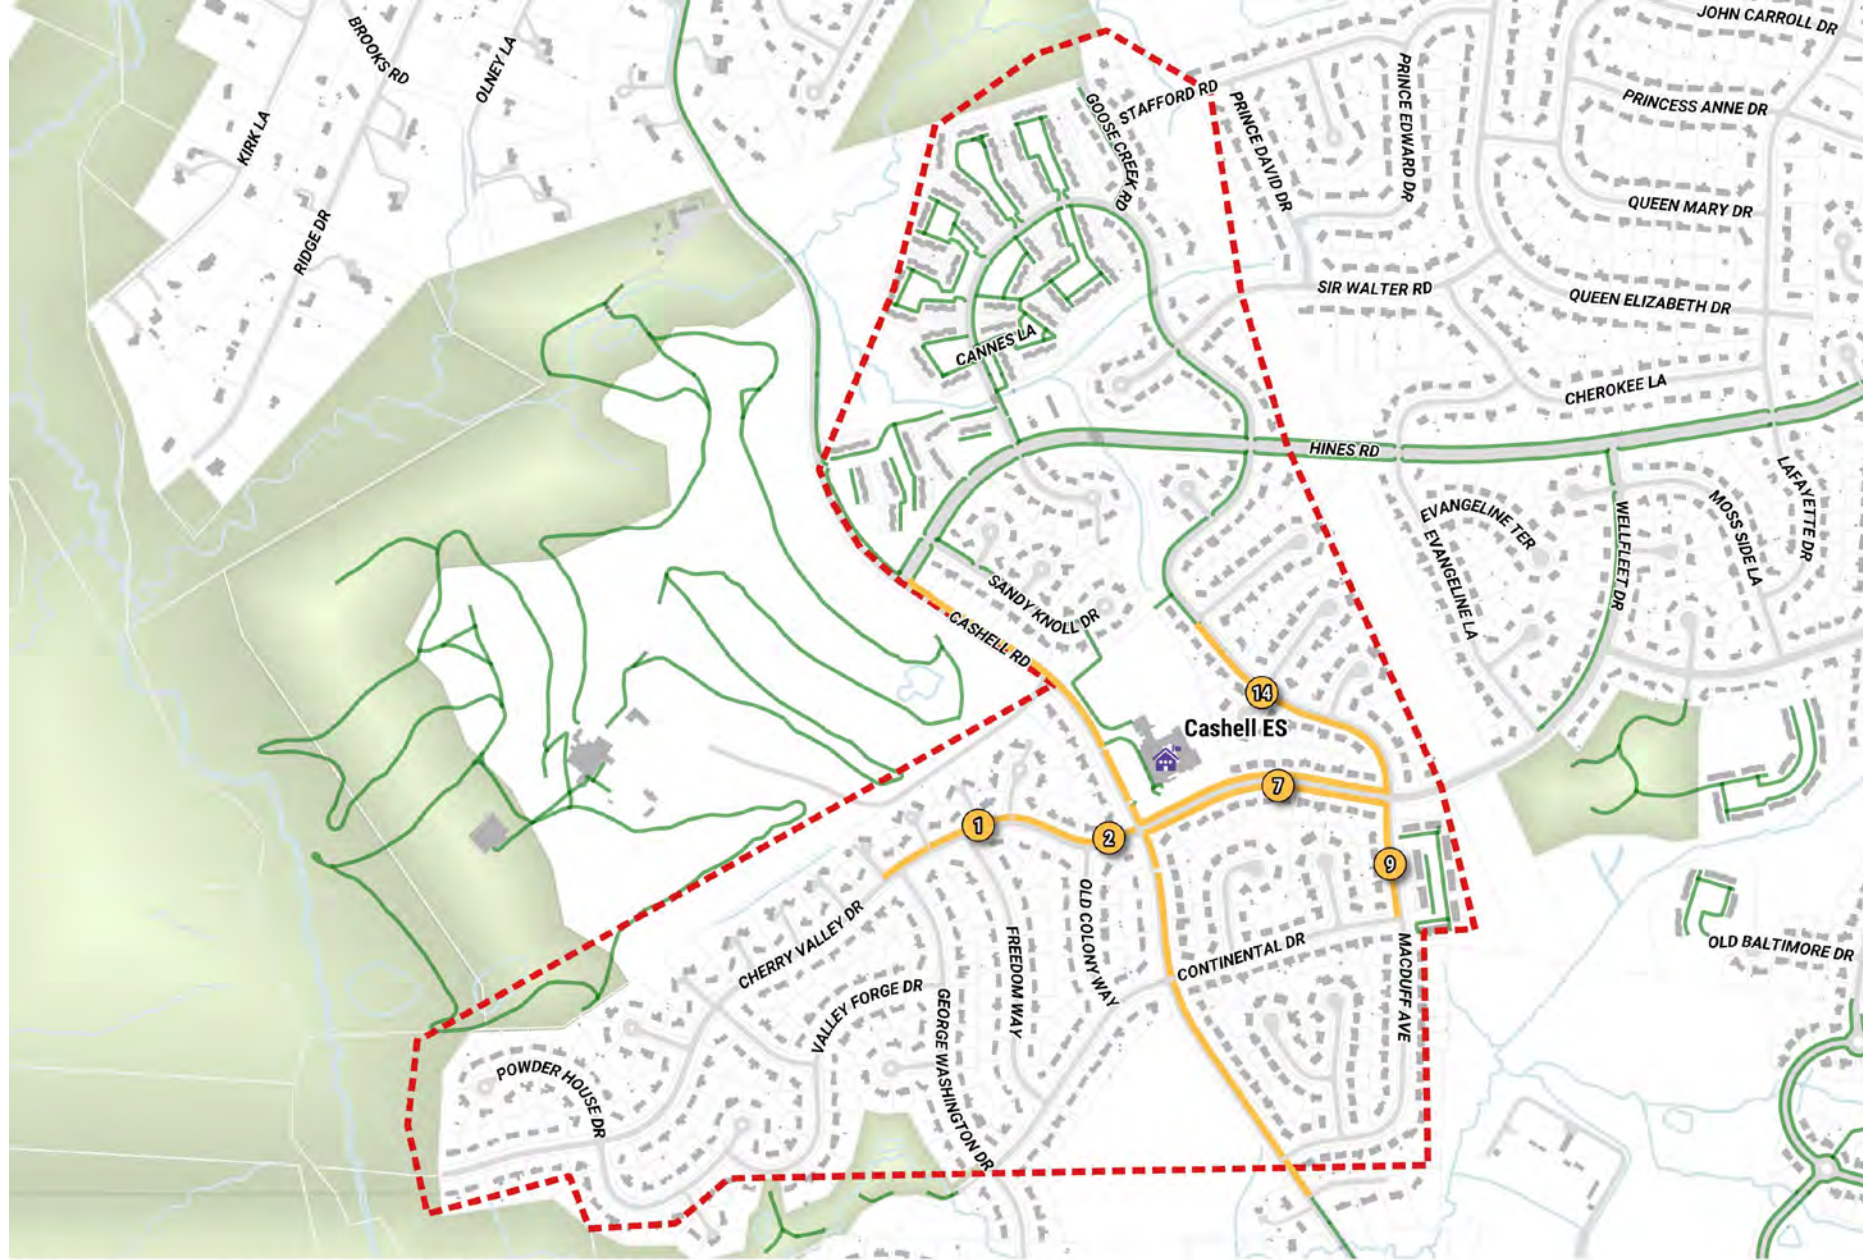 JOHN CARROLL DR
BROOKS RD
OLNEY LA
KIRK LA
RIDGE DR
GOOSE CREEK RD
STAFFORD RD
PRINCE DAVID DR
PRINCE EDWARD DR
PRINCESS ANNE DR
QUEEN MARY DR
SIR WALTER RD
QUEEN ELIZABETH DR
CANNES LA
CHEROKEE LA
HINES RD
EVANGELINE TER
EVANGELINE LA
WELLFLEET DR
MOSS SIDE LA
LAFAYETTE DR
SANDY KNOLL DR
CASHELL RD
14
Cashell ES
7
1
2
9
CHERRY VALLEY DR
OLD COLONY WAY
FREEDOM WAY
CONTINENTAL DR
MACDUFF AVE
OLD BALTIMORE DR
VALLEY FORGE DR
GEORGE WASHINGTON DR
POWDER HOUSE DR